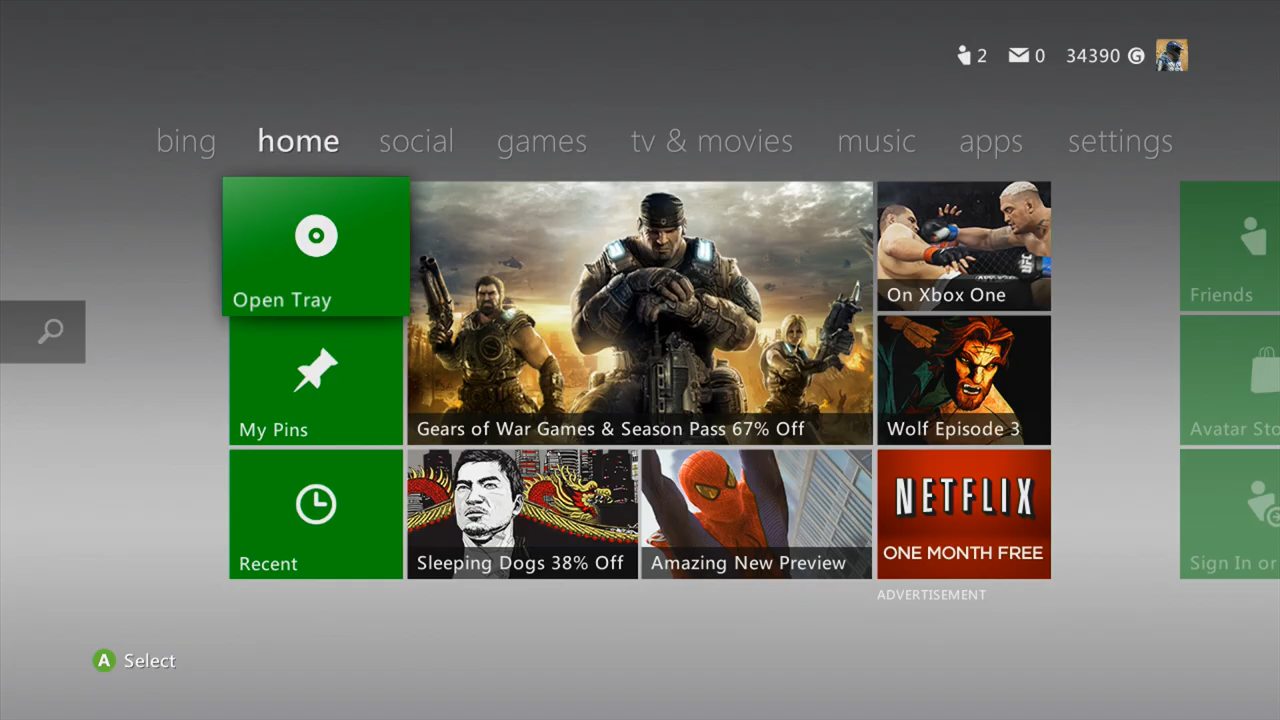 2 0 34390 G
bing home social games tv & movies music apps settings
Open Tray
My Pins
Recent
Gears of War Games & Season Pass 67% Off
Sleeping Dogs 38% Off
Amazing New Preview
UFC
On Xbox One
Wolf Episode 3
NETFLIX
ONE MONTH FREE
ADVERTISEMENT
Friends
Avatar Sto
Sign In or
A Select